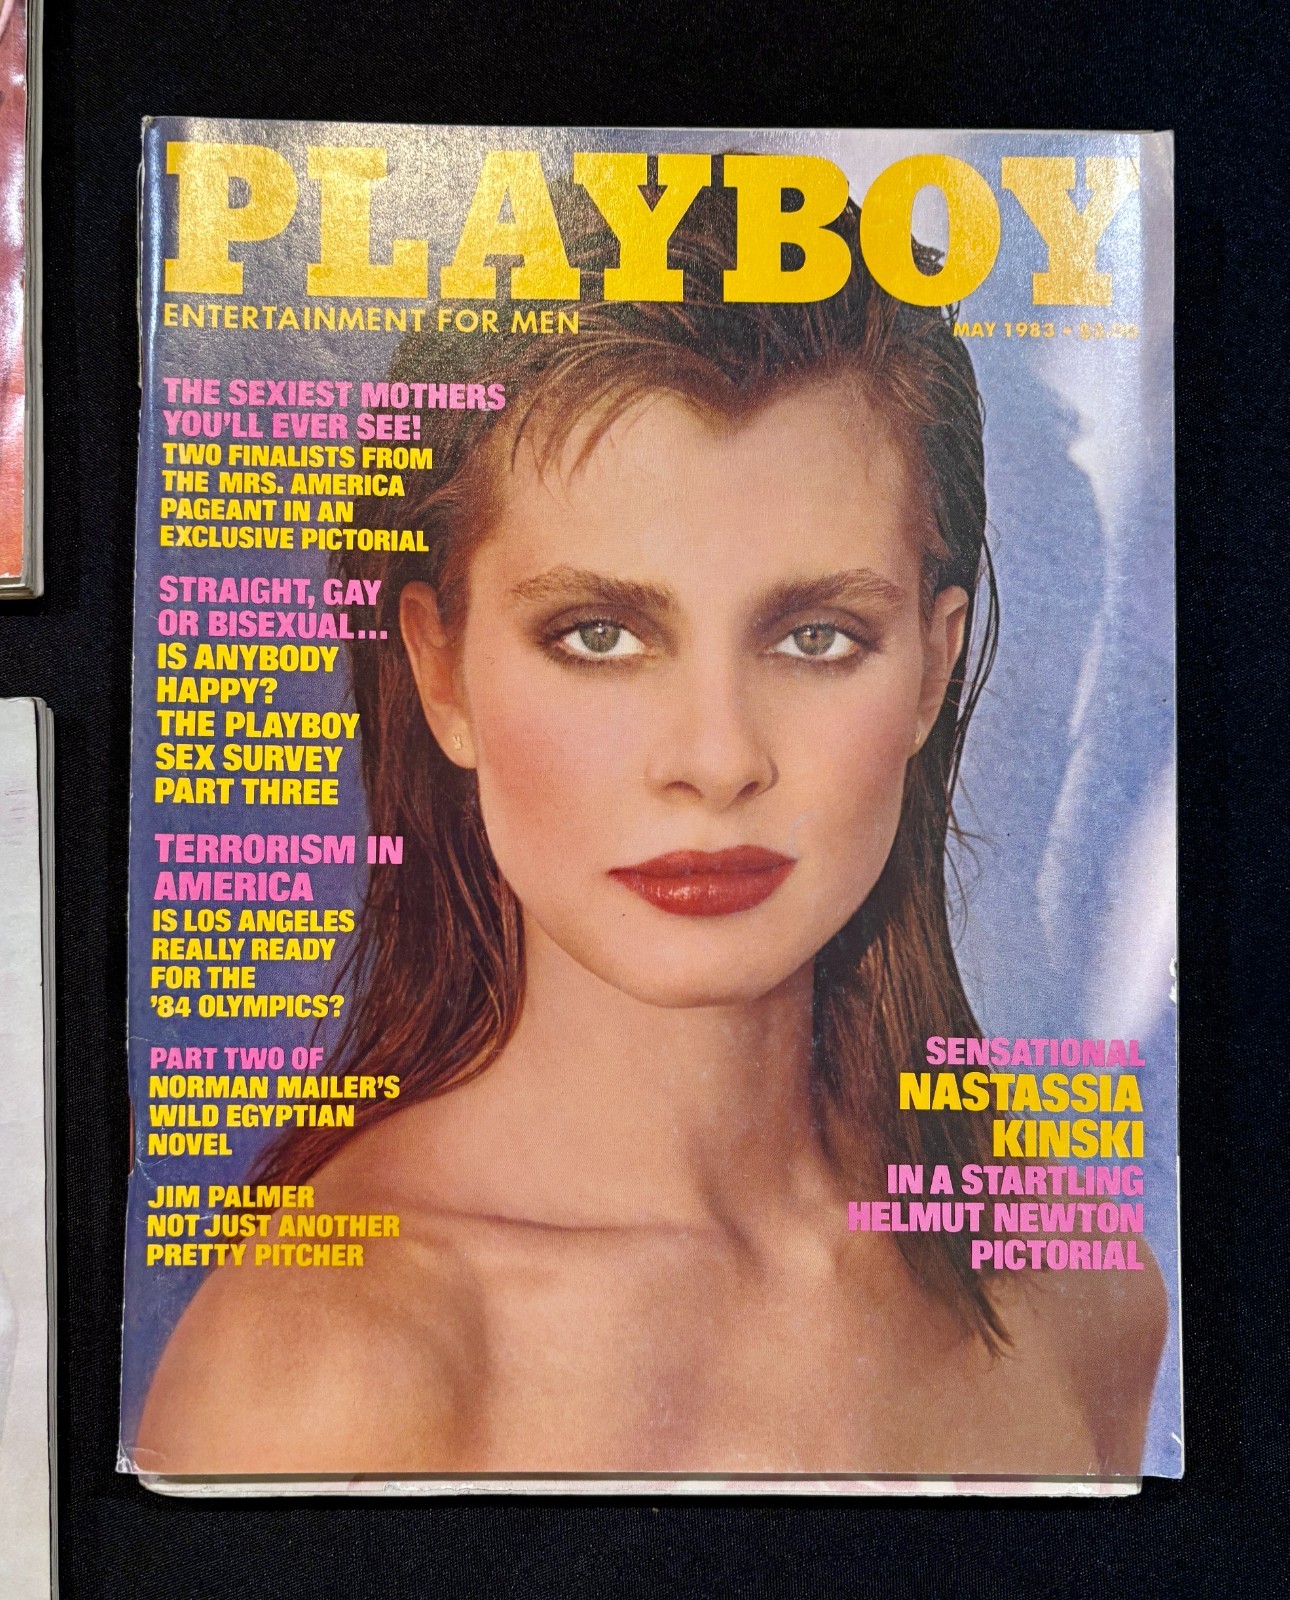 PLAYBOY
ENTERTAINMENT FOR MEN
MAY 1983 • $3.00
THE SEXIEST MOTHERS
YOU'LL EVER SEE!
TWO FINALISTS FROM
THE MRS. AMERICA
PAGEANT IN AN
EXCLUSIVE PICTORIAL
STRAIGHT, GAY
OR BISEXUAL...
IS ANYBODY
HAPPY?
THE PLAYBOY
SEX SURVEY
PART THREE
TERRORISM IN
AMERICA
IS LOS ANGELES
REALLY READY
FOR THE
'84 OLYMPICS?
PART TWO OF
NORMAN MAILER'S
WILD EGYPTIAN
NOVEL
JIM PALMER
NOT JUST ANOTHER
PRETTY PITCHER
SENSATIONAL
NASTASSIA
KINSKI
IN A STARTLING
HELMUT NEWTON
PICTORIAL